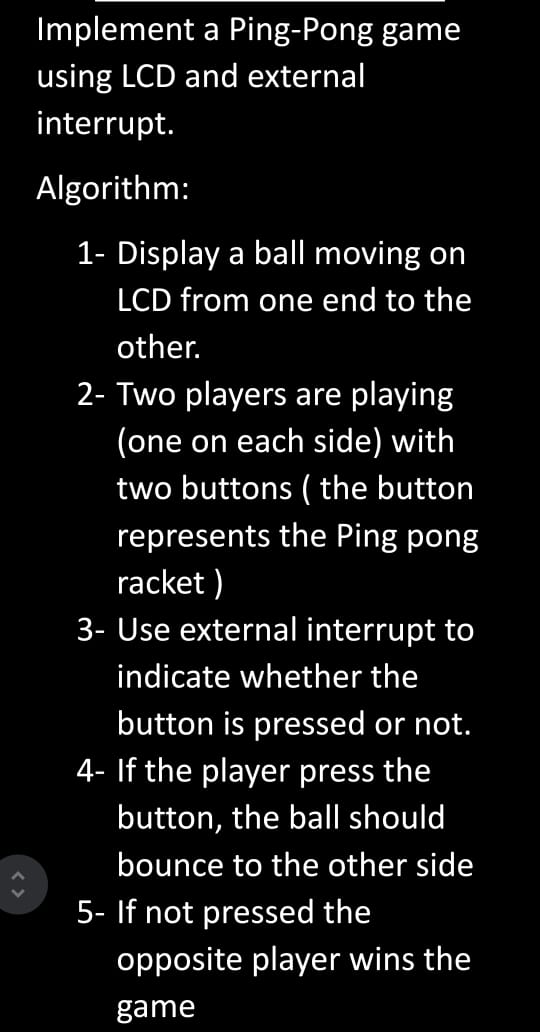 Implement a Ping-Pong game
using LCD and external
interrupt.
Algorithm:
1- Display a ball moving on
LCD from one end to the
other.
2- Two players are playing
(one on each side) with
two buttons ( the button
represents the Ping pong
racket )
3- Use external interrupt to
indicate whether the
button is pressed or not.
4- If the player press the
button, the ball should
bounce to the other side
5- If not pressed the
opposite player wins the
game